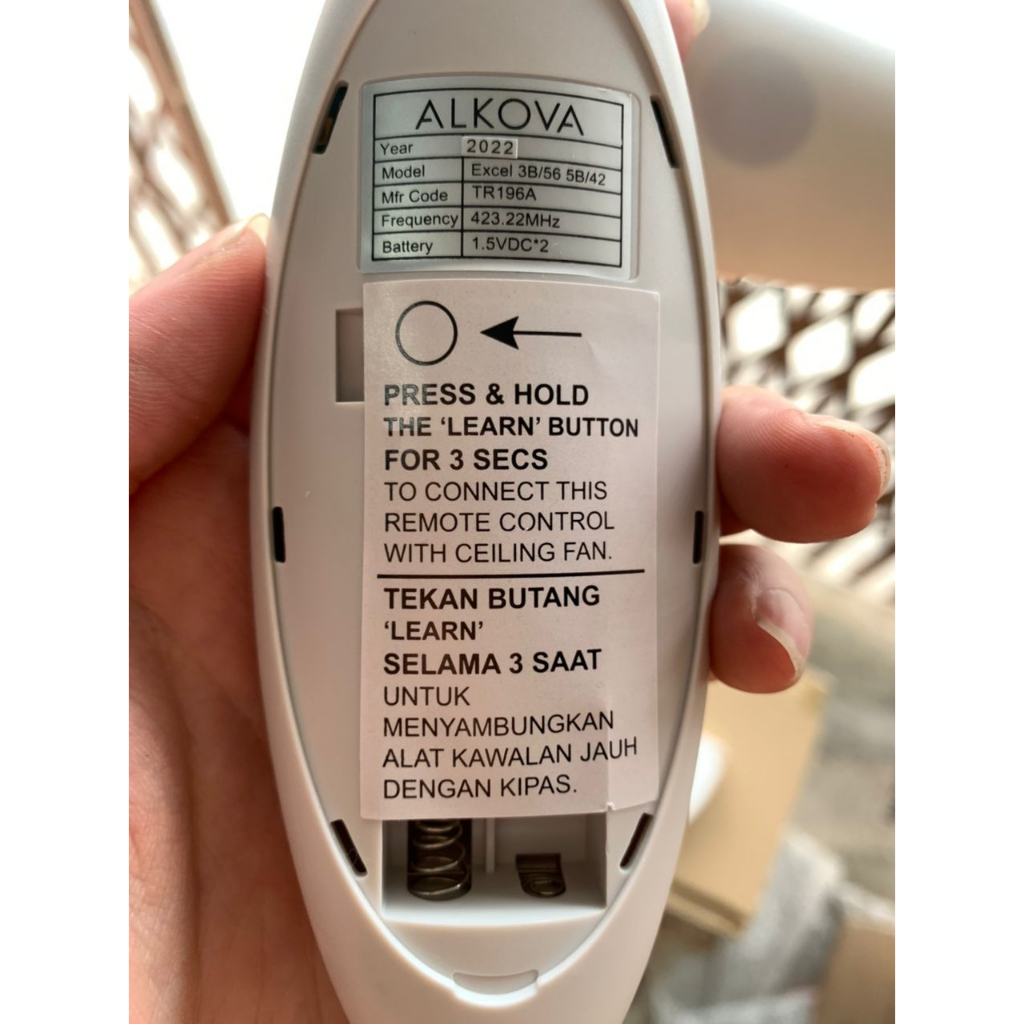 ALKOVA
Year 2022
Model Excel 3B/56 5B/42
Mfr Code TR196A
Frequency 423.22MHz
Battery 1.5VDC*2
PRESS & HOLD
THE ‘LEARN’ BUTTON
FOR 3 SECS
TO CONNECT THIS
REMOTE CONTROL
WITH CEILING FAN.
TEKAN BUTANG
‘LEARN’
SELAMA 3 SAAT
UNTUK
MENYAMBUNGKAN
ALAT KAWALAN JAUH
DENGAN KIPAS.